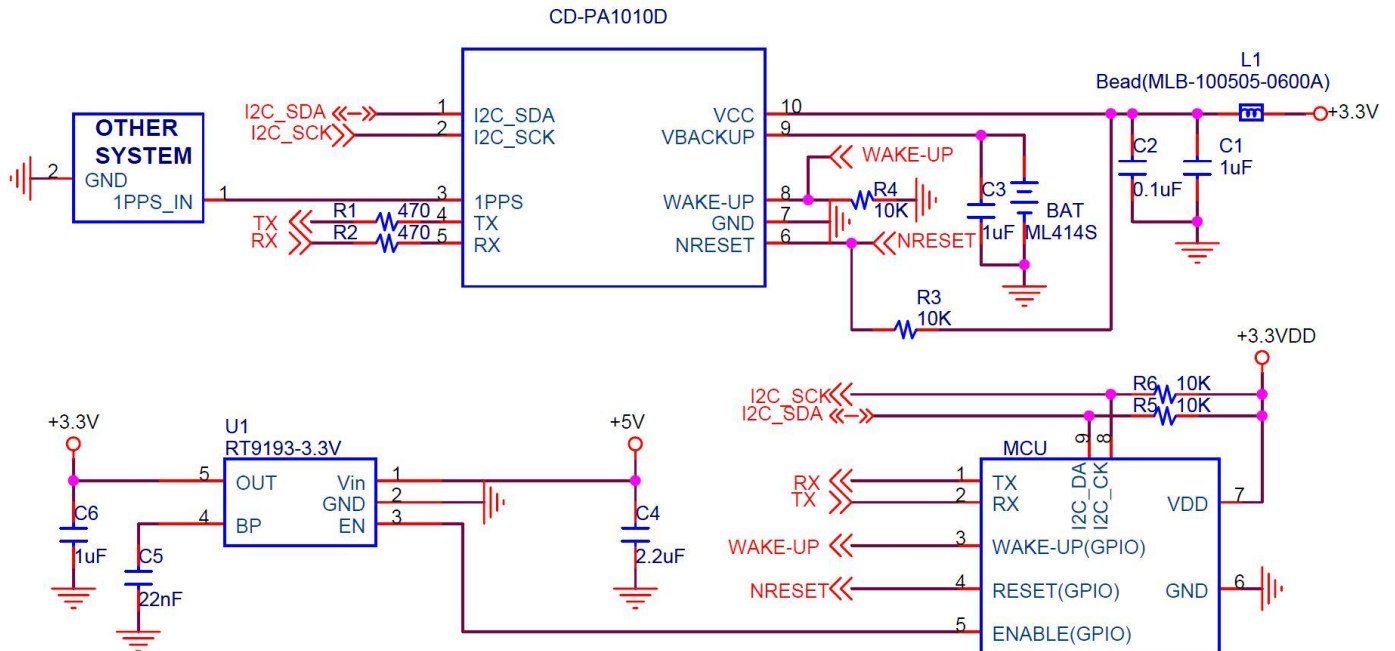 CD-PA1010D
L1
Bead(MLB-100505-0600A)
I2C_SDA 1 I2C_SDA VCC 10 +3.3V
I2C_SCK 2 I2C_SCK VBACKUP 9
OTHER
SYSTEM
2 GND
1PPS_IN 1 3 1PPS WAKE-UP 8
WAKE-UP
C2
0.1uF
C1
1uF
R4
10K
C3
1uF
BAT
ML414S
TX R1 470 4 TX GND 7
RX R2 470 5 RX NRESET 6 NRESET
R3
10K
+3.3VDD
I2C_SCK R6 10K
I2C_SDA R5 10K
+3.3V
U1
RT9193-3.3V
+5V
5 OUT Vin 1
GND 2
4 BP EN 3
C6
1uF
C5
22nF
C4
2.2uF
MCU
9 I2C_DA
8 I2C_CK
RX 1 TX
TX 2 RX VDD 7
WAKE-UP 3 WAKE-UP(GPIO)
NRESET 4 RESET(GPIO) GND 6
5 ENABLE(GPIO)